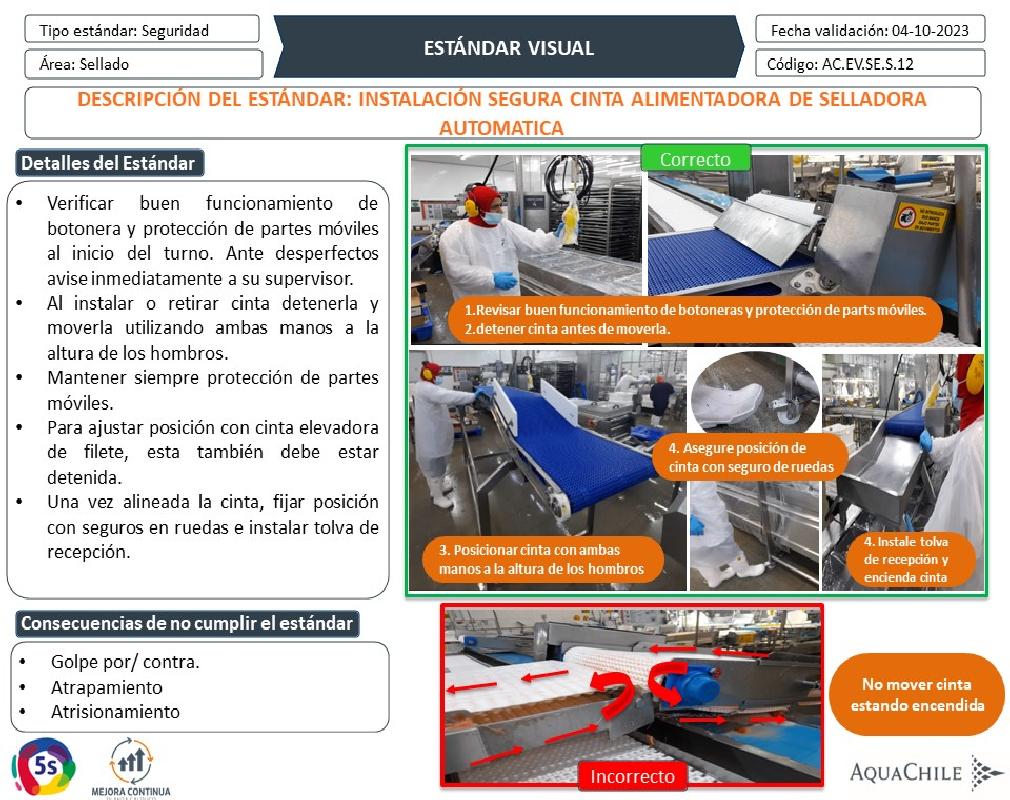 Tipo estándar: Seguridad
Área: Sellado
ESTÁNDAR VISUAL
Fecha validación: 04-10-2023
Código: AC.EV.SE.S.12
DESCRIPCIÓN DEL ESTÁNDAR: INSTALACIÓN SEGURA CINTA ALIMENTADORA DE SELLADORA
AUTOMATICA
Detalles del Estándar
• Verificar buen funcionamiento de
botonera y protección de partes móviles
al inicio del turno. Ante desperfectos
avise inmediatamente a su supervisor.
• Al instalar o retirar cinta detenerla y
moverla utilizando ambas manos a la
altura de los hombros.
• Mantener siempre protección de partes
móviles.
• Para ajustar posición con cinta elevadora
de filete, esta también debe estar
detenida.
• Una vez alineada la cinta, fijar posición
con seguros en ruedas e instalar tolva de
recepción.
Correcto
1.Revisar buen funcionamiento de botoneras y protección de parts móviles.
2.detener cinta antes de moverla.
3. Posicionar cinta con ambas
manos a la altura de los hombros
4. Asegure posición de
cinta con seguro de ruedas
4. Instale tolva
de recepción y
encienda cinta
Consecuencias de no cumplir el estándar
• Golpe por/ contra.
• Atrapamiento
• Atrisionamiento
Incorrecto
No mover cinta
estando encendida
5s
MEJORA CONTINUA
AQUACHILE